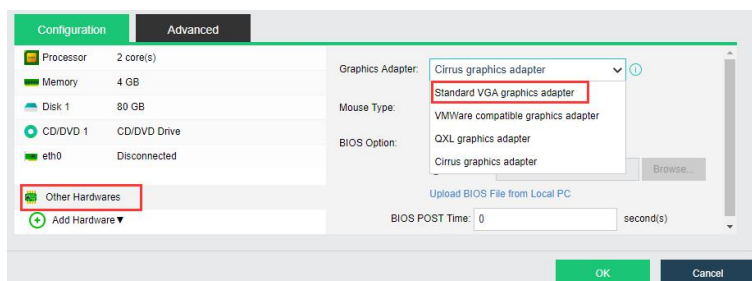 Configuration
Advanced
Processor 2 core(s)
Memory 4 GB
Disk 1 80 GB
CD/DVD 1 CD/DVD Drive
eth0 Disconnected
Other Hardwares
Add Hardware▼
Graphics Adapter: Cirrus graphics adapter
Standard VGA graphics adapter
Mouse Type:
VMWare compatible graphics adapter
BIOS Option:
QXL graphics adapter
Cirrus graphics adapter
Browse...
Upload BIOS File from Local PC
BIOS POST Time: 0 second(s)
OK
Cancel